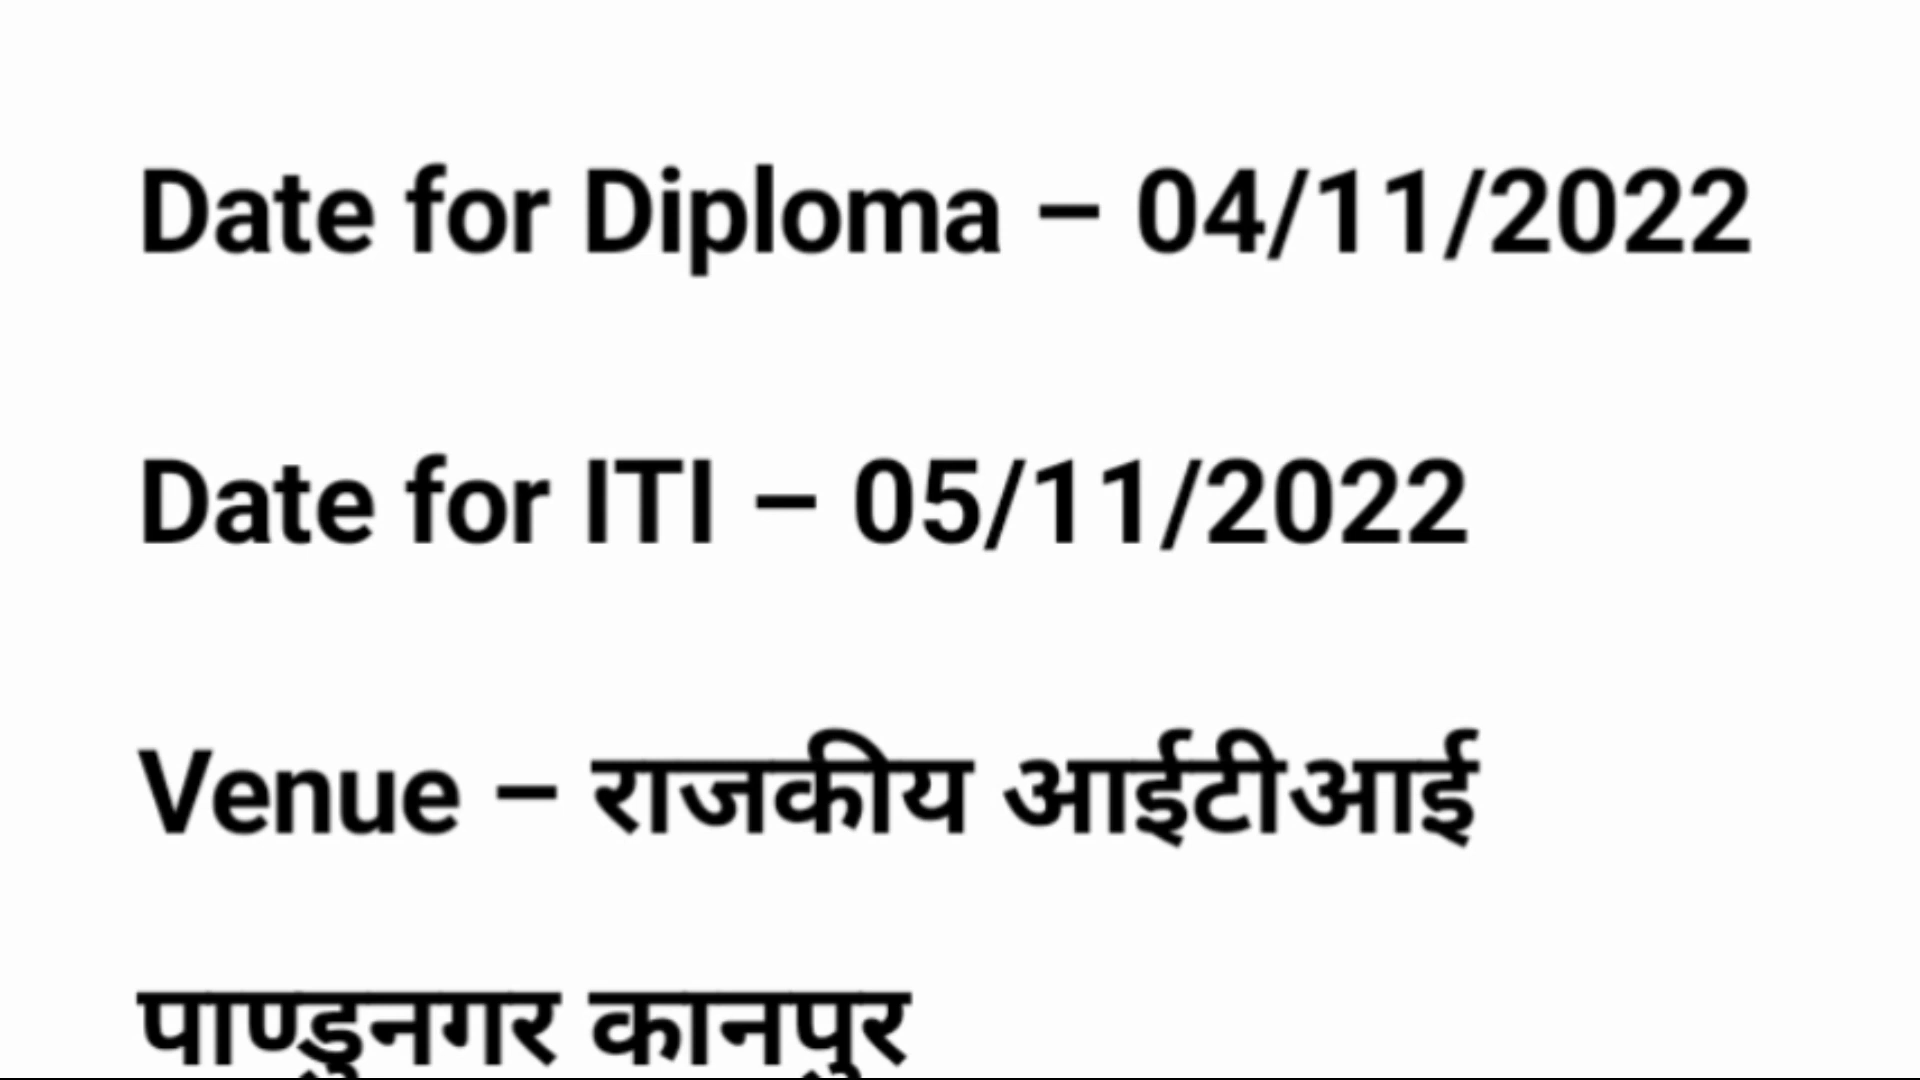 Date for Diploma – 04/11/2022
Date for ITI – 05/11/2022
Venue – राजकीय आईटीआई
पाण्डुनगर कानपुर